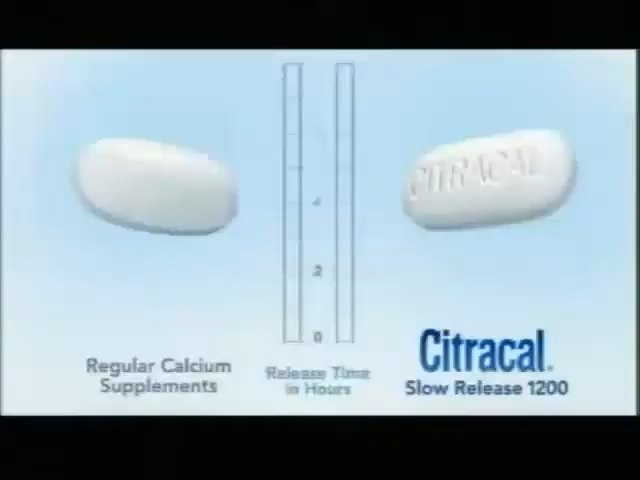 CITRACAL
4
2
0
Regular Calcium
Supplements
Release Time
in Hours
Citracal.
Slow Release 1200